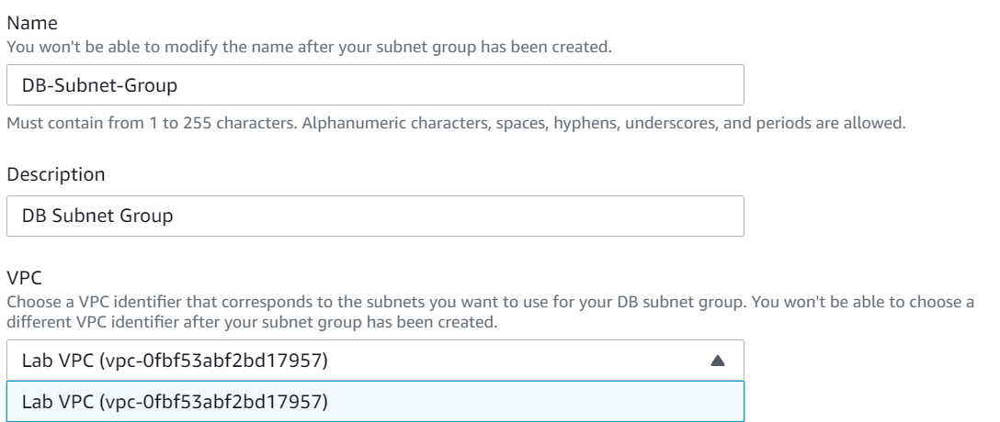 Name
You won't be able to modify the name after your subnet group has been created.
DB-Subnet-Group
Must contain from 1 to 255 characters. Alphanumeric characters, spaces, hyphens, underscores, and periods are allowed.
Description
DB Subnet Group
VPC
Choose a VPC identifier that corresponds to the subnets you want to use for your DB subnet group. You won't be able to choose a
different VPC identifier after your subnet group has been created.
Lab VPC (vpc-0fbf53abf2bd17957)
Lab VPC (vpc-0fbf53abf2bd17957)